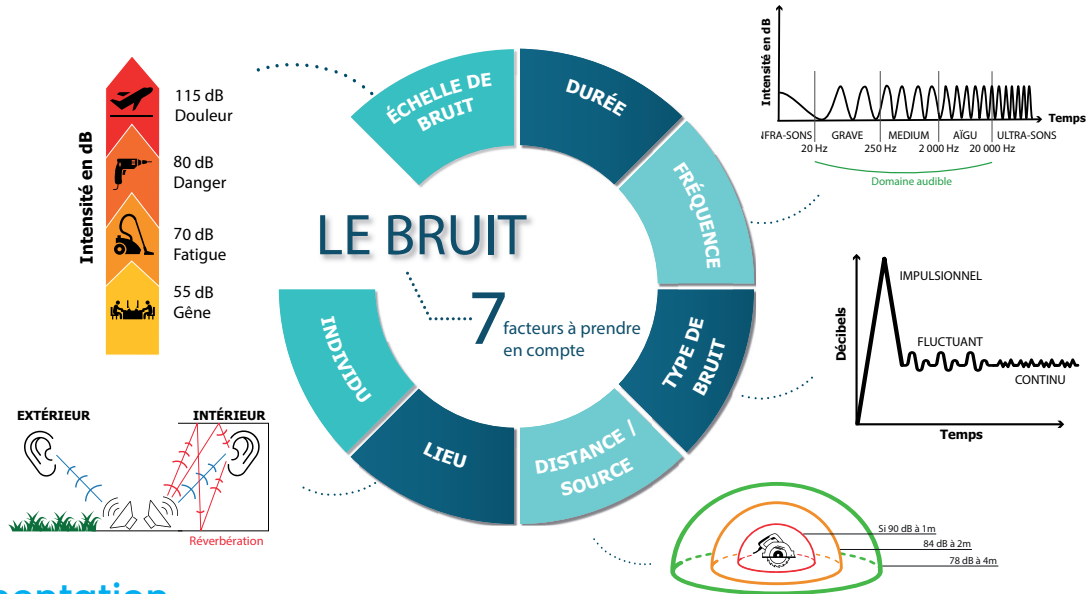 LE BRUIT
7
facteurs à prendre
en compte
ÉCHELLE DE
BRUIT
DURÉE
FRÉQUENCE
TYPE DE
BRUIT
DISTANCE /
SOURCE
LIEU
INDIVIDU
Intensité en dB
115 dB
Douleur
80 dB
Danger
70 dB
Fatigue
55 dB
Gêne
Intensité en dB
Temps
NFRA-SONS
GRAVE
MEDIUM
AÏGU
ULTRA-SONS
20 Hz
250 Hz
2 000 Hz
20 000 Hz
Domaine audible
Décibels
IMPULSIONNEL
FLUCTUANT
CONTINU
Temps
EXTÉRIEUR
INTÉRIEUR
Réverbération
Si 90 dB à 1m
84 dB à 2m
78 dB à 4m